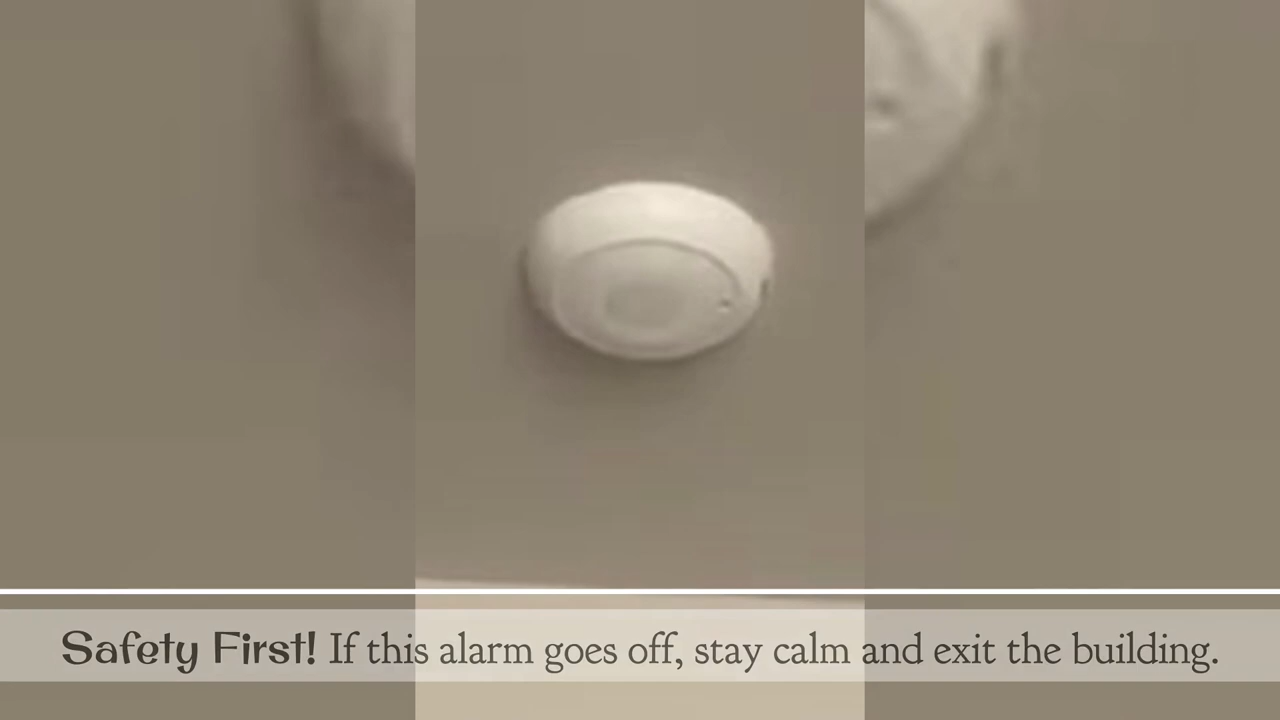 Safety First! If this alarm goes off, stay calm and exit the building.